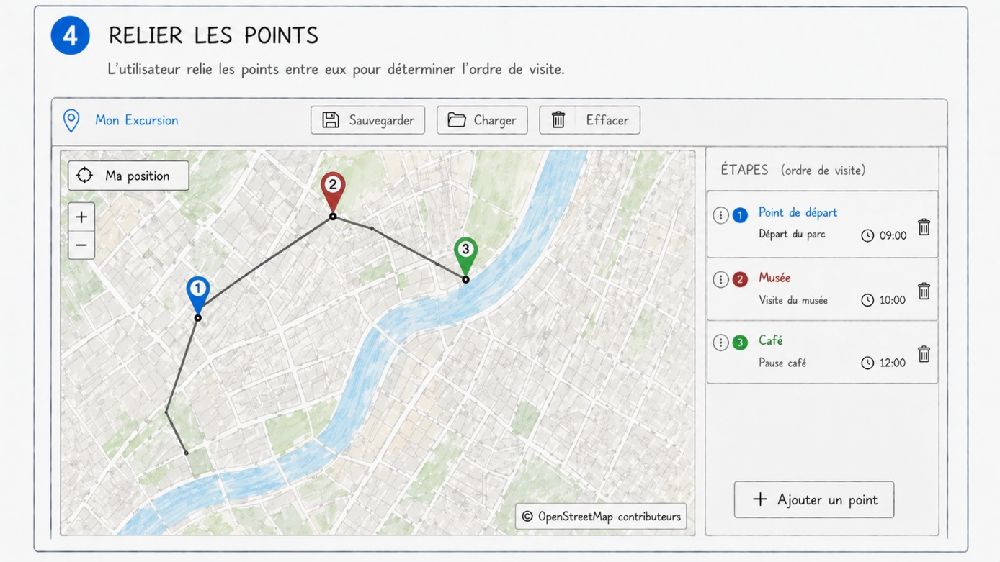 4 RELIER LES POINTS
L'utilisateur relie les points entre eux pour déterminer l'ordre de visite.
Mon Excursion
Sauvegarder
Charger
Effacer
Ma position
+
−
2
3
1
© OpenStreetMap contributeurs
ÉTAPES (ordre de visite)
1 Point de départ
Départ du parc 09:00
2 Musée
Visite du musée 10:00
3 Café
Pause café 12:00
+ Ajouter un point